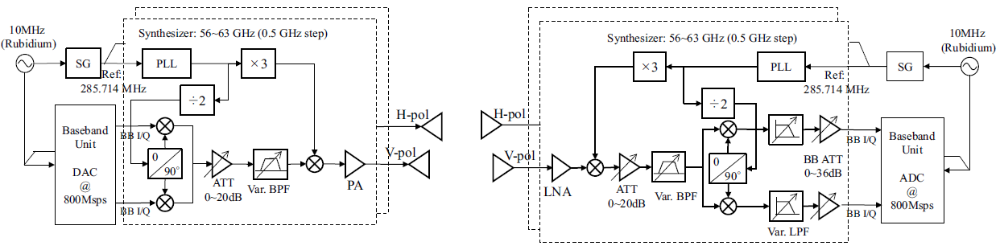 10MHz
(Rubidium)
SG
Ref:
285.714 MHz
Synthesizer: 56~63 GHz (0.5 GHz step)
PLL
×3
÷2
Baseband
Unit
DAC
@
800Msps
BB I/Q
BB I/Q
0
90°
ATT
0~20dB
Var. BPF
PA
H-pol
V-pol
H-pol
V-pol
LNA
Synthesizer: 56~63 GHz (0.5 GHz step)
×3
PLL
÷2
ATT
0~20dB
Var. BPF
0
90°
Var. LPF
BB ATT
0~36dB
BB I/Q
BB I/Q
Ref:
285.714 MHz
SG
10MHz
(Rubidium)
Baseband
Unit
ADC
@
800Msps